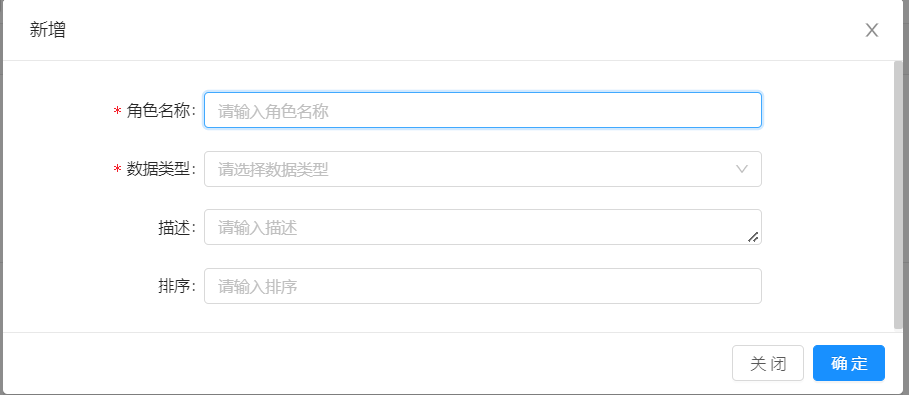 新增
* 角色名称: 请输入角色名称
* 数据类型: 请选择数据类型
描述: 请输入描述
排序: 请输入排序
关 闭 确 定